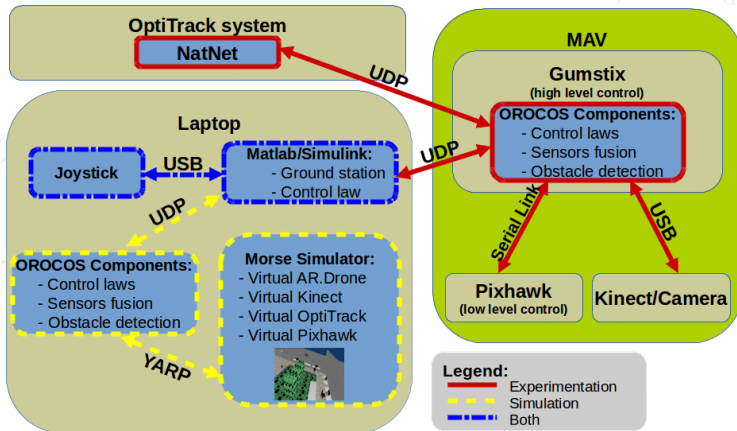 OptiTrack system
NatNet
UDP
MAV
Gumstix
(high level control)
OROCOS Components:
- Control laws
- Sensors fusion
- Obstacle detection
Laptop
Joystick
USB
Matlab/Simulink:
- Ground station
- Control law
UDP
UDP
OROCOS Components:
- Control laws
- Sensors fusion
- Obstacle detection
Morse Simulator:
- Virtual AR.Drone
- Virtual Kinect
- Virtual OptiTrack
- Virtual Pixhawk
YARP
Serial Link
USB
Pixhawk
(low level control)
Kinect/Camera
Legend:
Experimentation
Simulation
Both